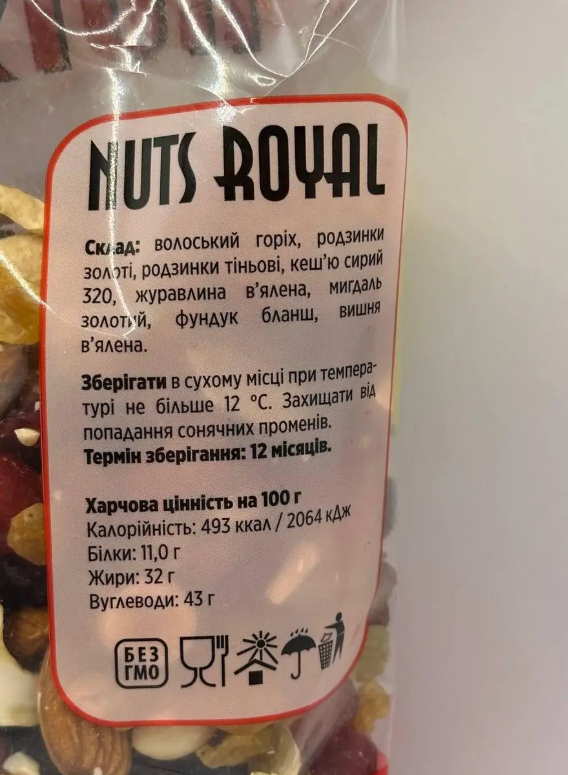 NUTS ROYAL
Склад: волоський горіх, родзинки
золоті, родзинки тіньові, кеш’ю сирий
320, журавлина в’ялена, мигдаль
золотий, фундук бланш, вишня
в’ялена.
Зберігати в сухому місці при темпера-
турі не більше 12 °С. Захищати від
попадання сонячних променів.
Термін зберігання: 12 місяців.
Харчова цінність на 100 г
Калорійність: 493 ккал / 2064 кДж
Білки: 11,0 г
Жири: 32 г
Вуглеводи: 43 г
БЕЗ
ГМО